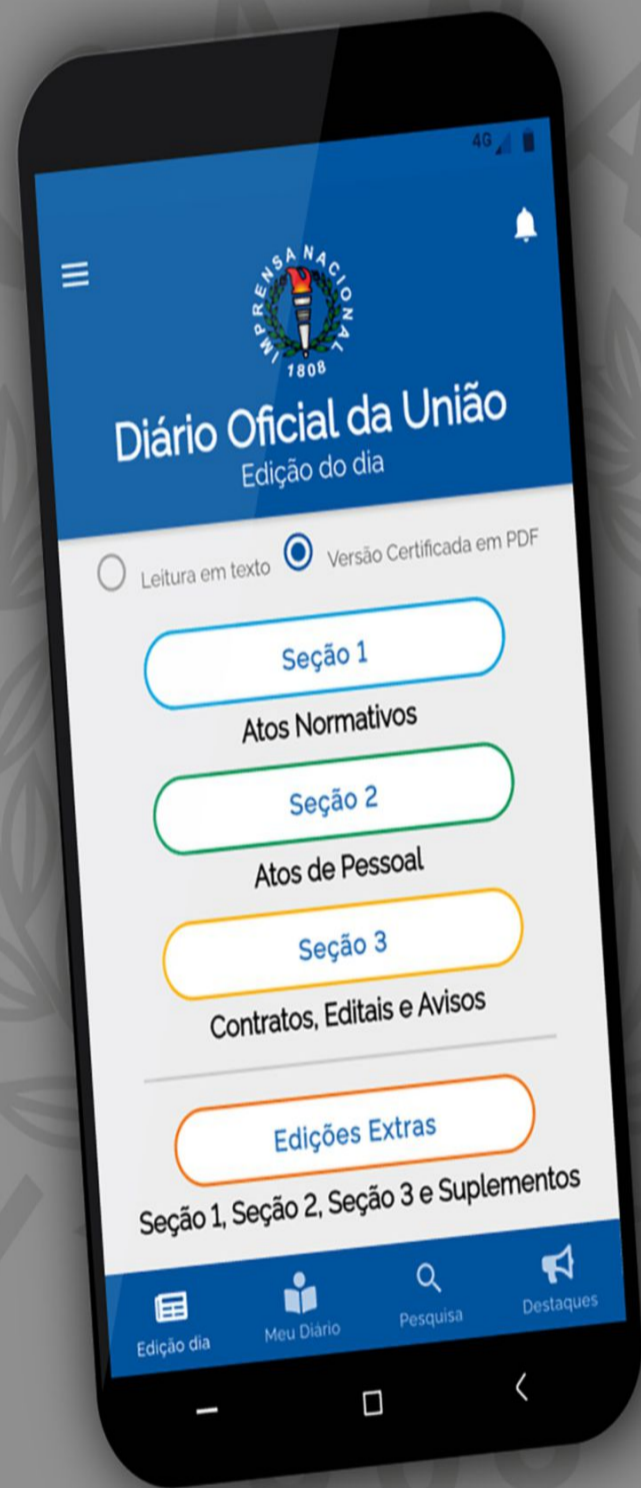 4G
IMPRENSA NACIONAL
1808
Diário Oficial da União
Edição do dia
Leitura em texto Versão Certificada em PDF
Seção 1
Atos Normativos
Seção 2
Atos de Pessoal
Seção 3
Contratos, Editais e Avisos
Edições Extras
Seção 1, Seção 2, Seção 3 e Suplementos
Edição dia Meu Diário Pesquisa Destaques